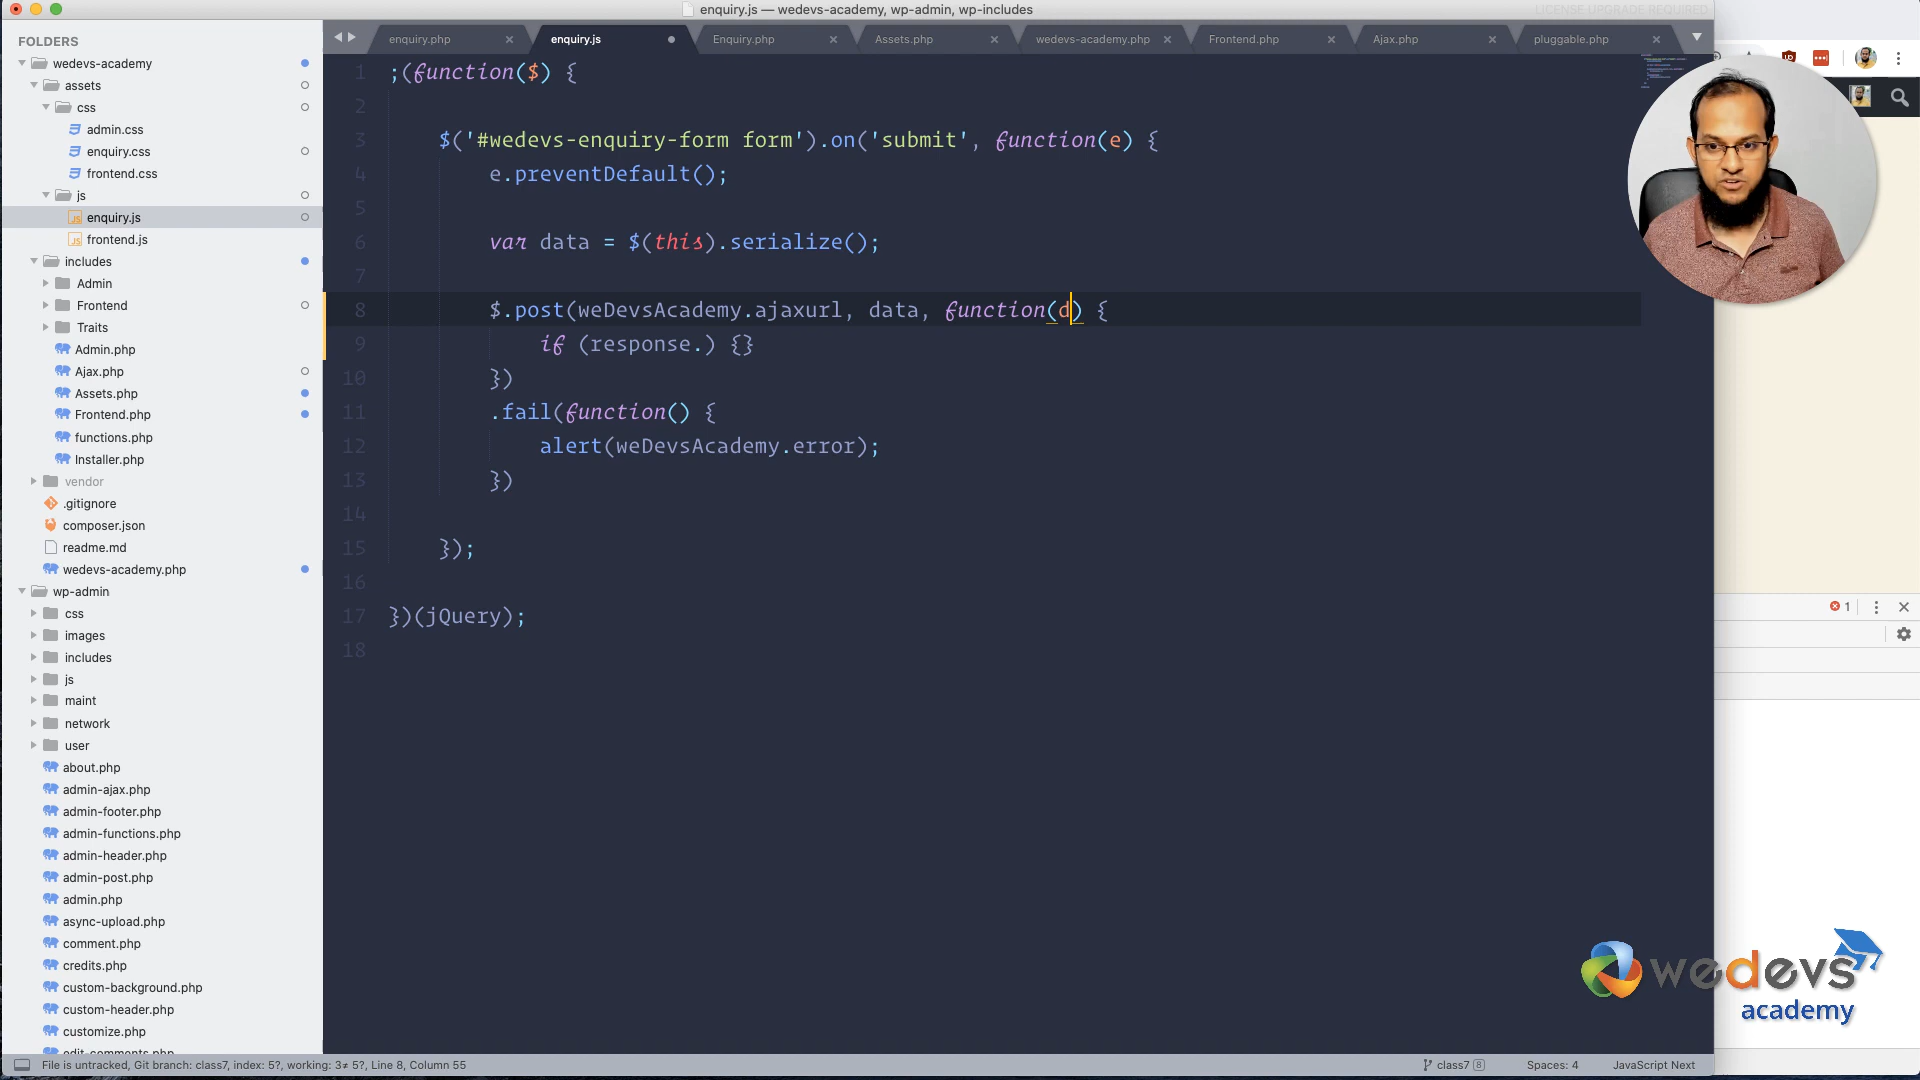 enquiry.js — wedevs-academy, wp-admin, wp-includes
LICENSE UPGRADE REQUIRED
FOLDERS
wedevs-academy
assets
css
admin.css
enquiry.css
frontend.css
js
enquiry.js
frontend.js
includes
Admin
Frontend
Traits
Admin.php
Ajax.php
Assets.php
Frontend.php
functions.php
Installer.php
vendor
.gitignore
composer.json
readme.md
wedevs-academy.php
wp-admin
css
images
includes
js
maint
network
user
about.php
admin-ajax.php
admin-footer.php
admin-functions.php
admin-header.php
admin-post.php
admin.php
async-upload.php
comment.php
credits.php
custom-background.php
custom-header.php
customize.php
edit-comments.php
enquiry.php
enquiry.js
Enquiry.php
Assets.php
wedevs-academy.php
Frontend.php
Ajax.php
pluggable.php
1 ;(function($) {
2
3 $('#wedevs-enquiry-form form').on('submit', function(e) {
4 e.preventDefault();
5
6 var data = $(this).serialize();
7
8 $.post(weDevsAcademy.ajaxurl, data, function(d) {
9 if (response.) {}
10 })
11 .fail(function() {
12 alert(weDevsAcademy.error);
13 })
14
15 });
16
17 })(jQuery);
18
1
wedevs
academy
File is untracked, Git branch: class7, index: 5?, working: 3≠ 5?, Line 8, Column 55
class7 8
Spaces: 4
JavaScript Next